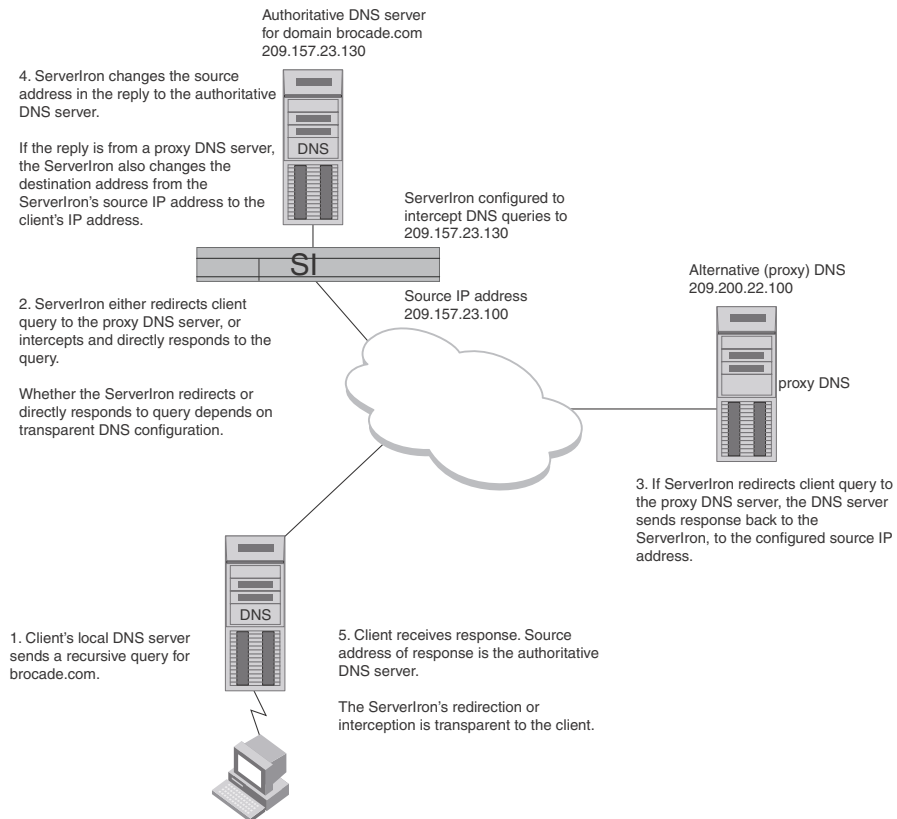 Authoritative DNS server
for domain brocade.com
209.157.23.130
4. ServerIron changes the source
address in the reply to the authoritative
DNS server.
If the reply is from a proxy DNS server,
the ServerIron also changes the
destination address from the
ServerIron's source IP address to the
client's IP address.
DNS
ServerIron configured to
intercept DNS queries to
209.157.23.130
SI
Source IP address
209.157.23.100
Alternative (proxy) DNS
209.200.22.100
proxy DNS
2. ServerIron either redirects client
query to the proxy DNS server, or
intercepts and directly responds to the
query.
Whether the ServerIron redirects or
directly responds to query depends on
transparent DNS configuration.
3. If ServerIron redirects client query to
the proxy DNS server, the DNS server
sends response back to the
ServerIron, to the configured source IP
address.
DNS
1. Client's local DNS server
sends a recursive query for
brocade.com.
5. Client receives response. Source
address of response is the authoritative
DNS server.
The ServerIron's redirection or
interception is transparent to the client.